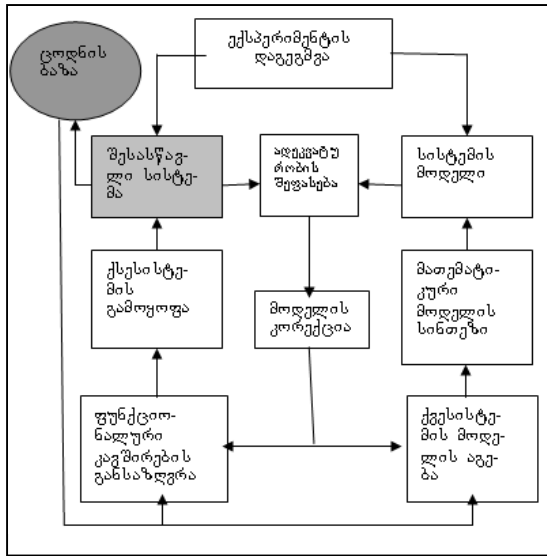 ცოდნის
ბაზა
ექსპერიმენტის
დაგეგმვა
შესასწავ-
ლი სისტე-
მა
ადეკვატუ
რობის
შეფასება
სისტემის
მოდელი
ქსესისტე-
მის
გამოყოფა
მოდელის
კორექცია
მათემატი-
კური
მოდელის
სინთეზი
ფუნქციო-
ნალური
კავშირების
განსაზღვრა
ქვესისტე-
მის მოდე-
ლის აგე-
ბა